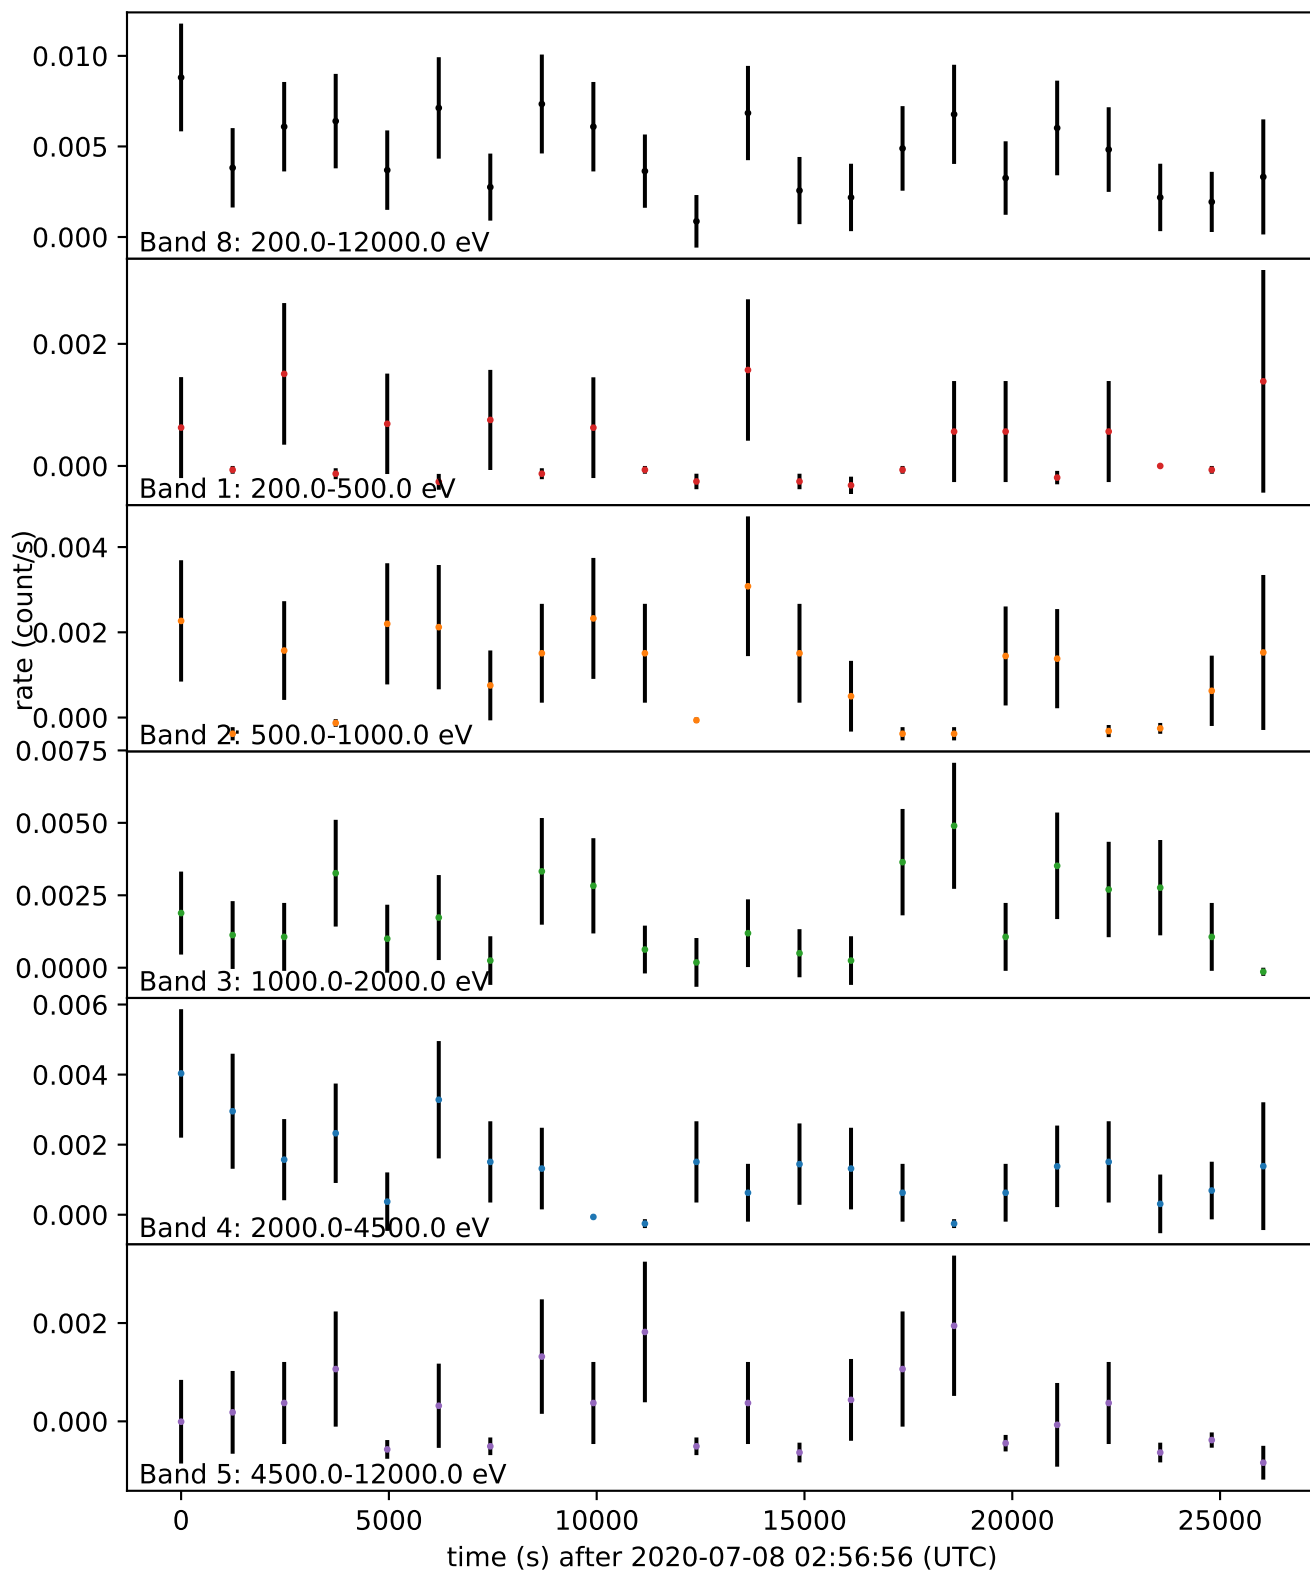 0.010
0.005
0.000
Band 8: 200.0-12000.0 eV
0.002
0.000
Band 1: 200.0-500.0 eV
rate (count/s)
0.004
0.002
0.000
Band 2: 500.0-1000.0 eV
0.0075
0.0050
0.0025
0.0000
Band 3: 1000.0-2000.0 eV
0.006
0.004
0.002
0.000
Band 4: 2000.0-4500.0 eV
0.002
0.000
Band 5: 4500.0-12000.0 eV
0 5000 10000 15000 20000 25000
time (s) after 2020-07-08 02:56:56 (UTC)